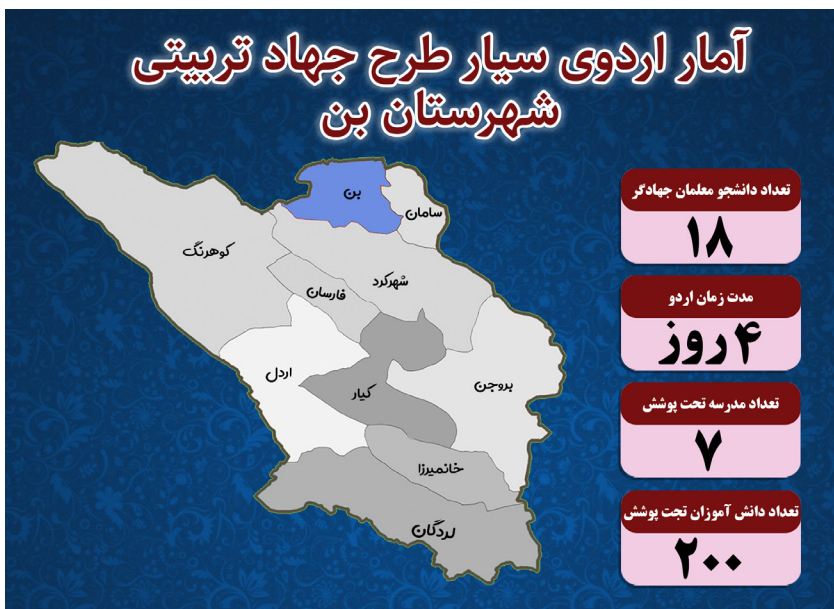 آمار اردوی سیار طرح جهاد تربیتی
شهرستان بن
تعداد دانشجو معلمان جهادگر
۱۸
مدت زمان اردو
۴ روز
تعداد مدرسه تحت پوشش
۷
تعداد دانش آموزان تجت پوشش
۲۰۰
بن
سامان
کوهرنگ
شهرکرد
فارسان
اردل
کیار
بروجن
خانمیرزا
لردگان